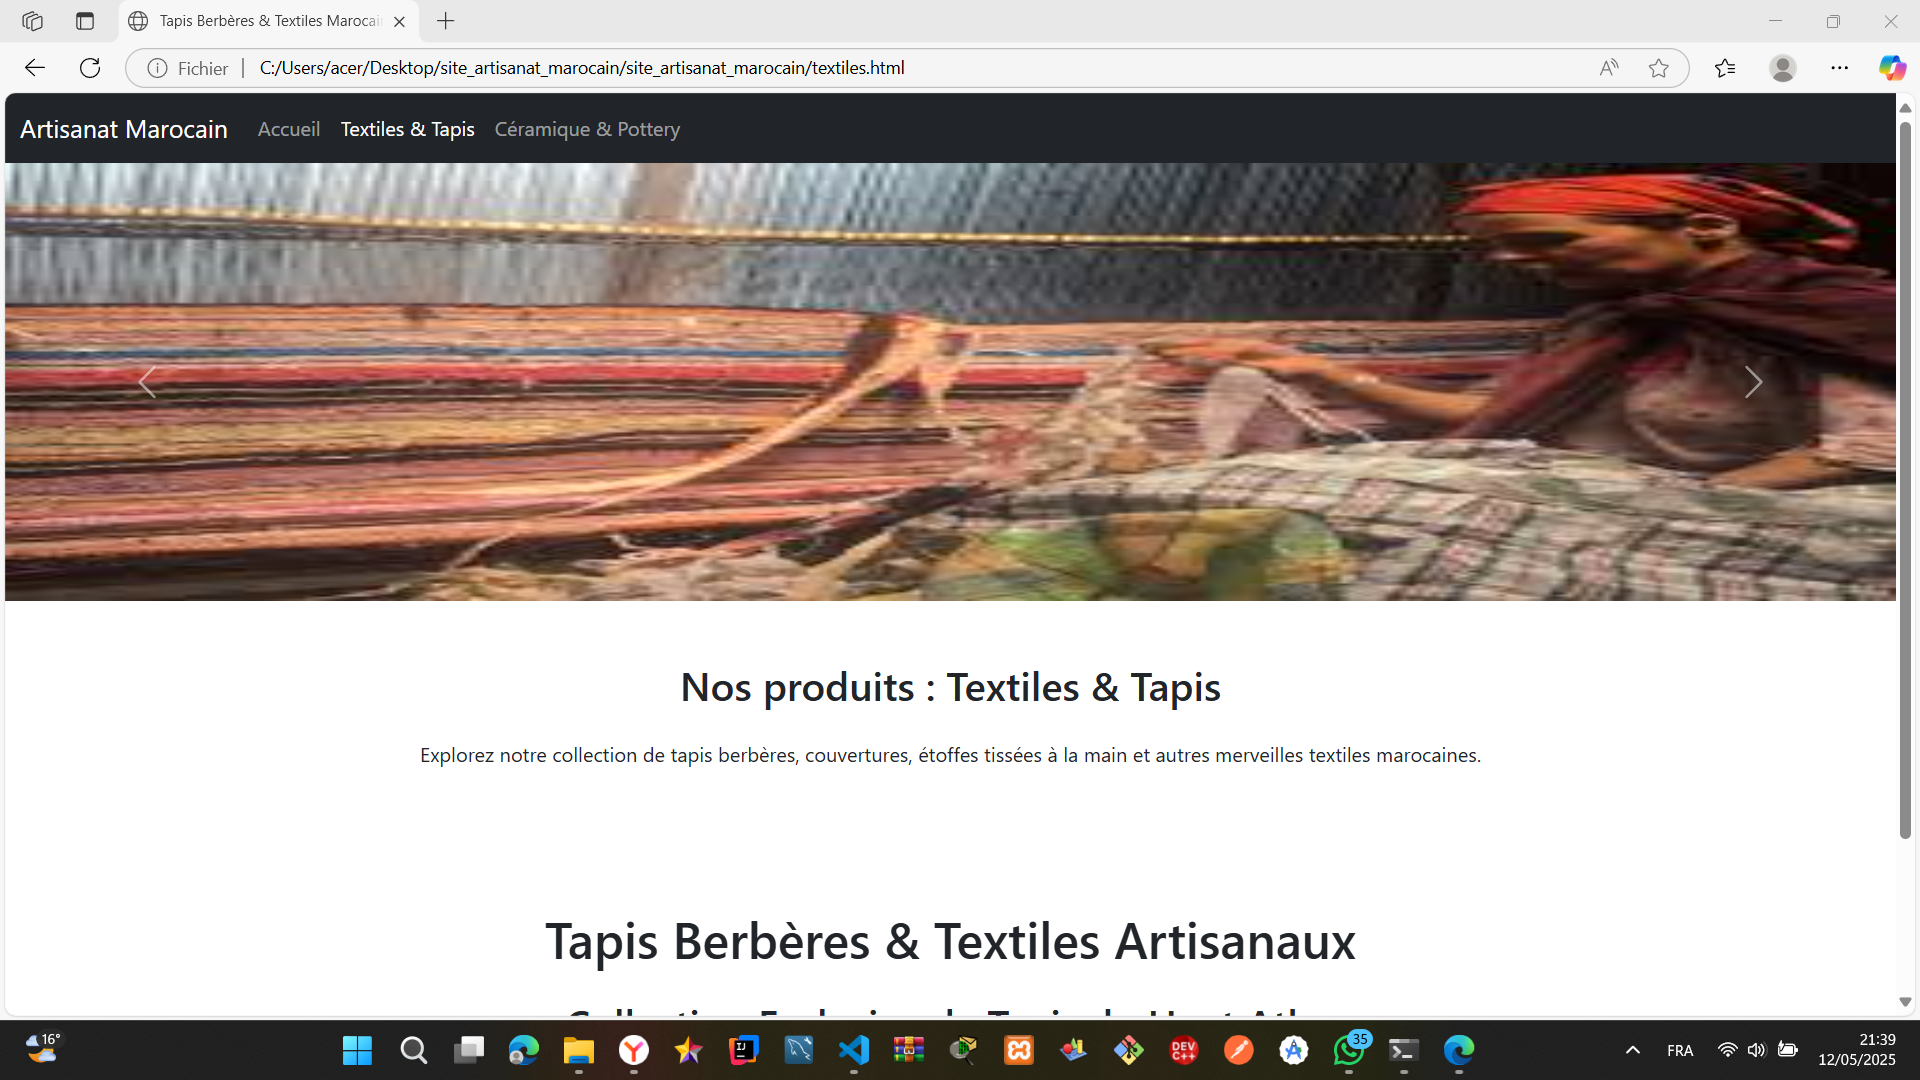 Tapis Berbères & Textiles Marocai
Fichier
C:/Users/acer/Desktop/site_artisanat_marocain/site_artisanat_marocain/textiles.html
Artisanat Marocain
Accueil
Textiles & Tapis
Céramique & Pottery
Nos produits : Textiles & Tapis
Explorez notre collection de tapis berbères, couvertures, étoffes tissées à la main et autres merveilles textiles marocaines.
Tapis Berbères & Textiles Artisanaux
16°
IJ
DEV
C++
35
FRA
21:39
12/05/2025